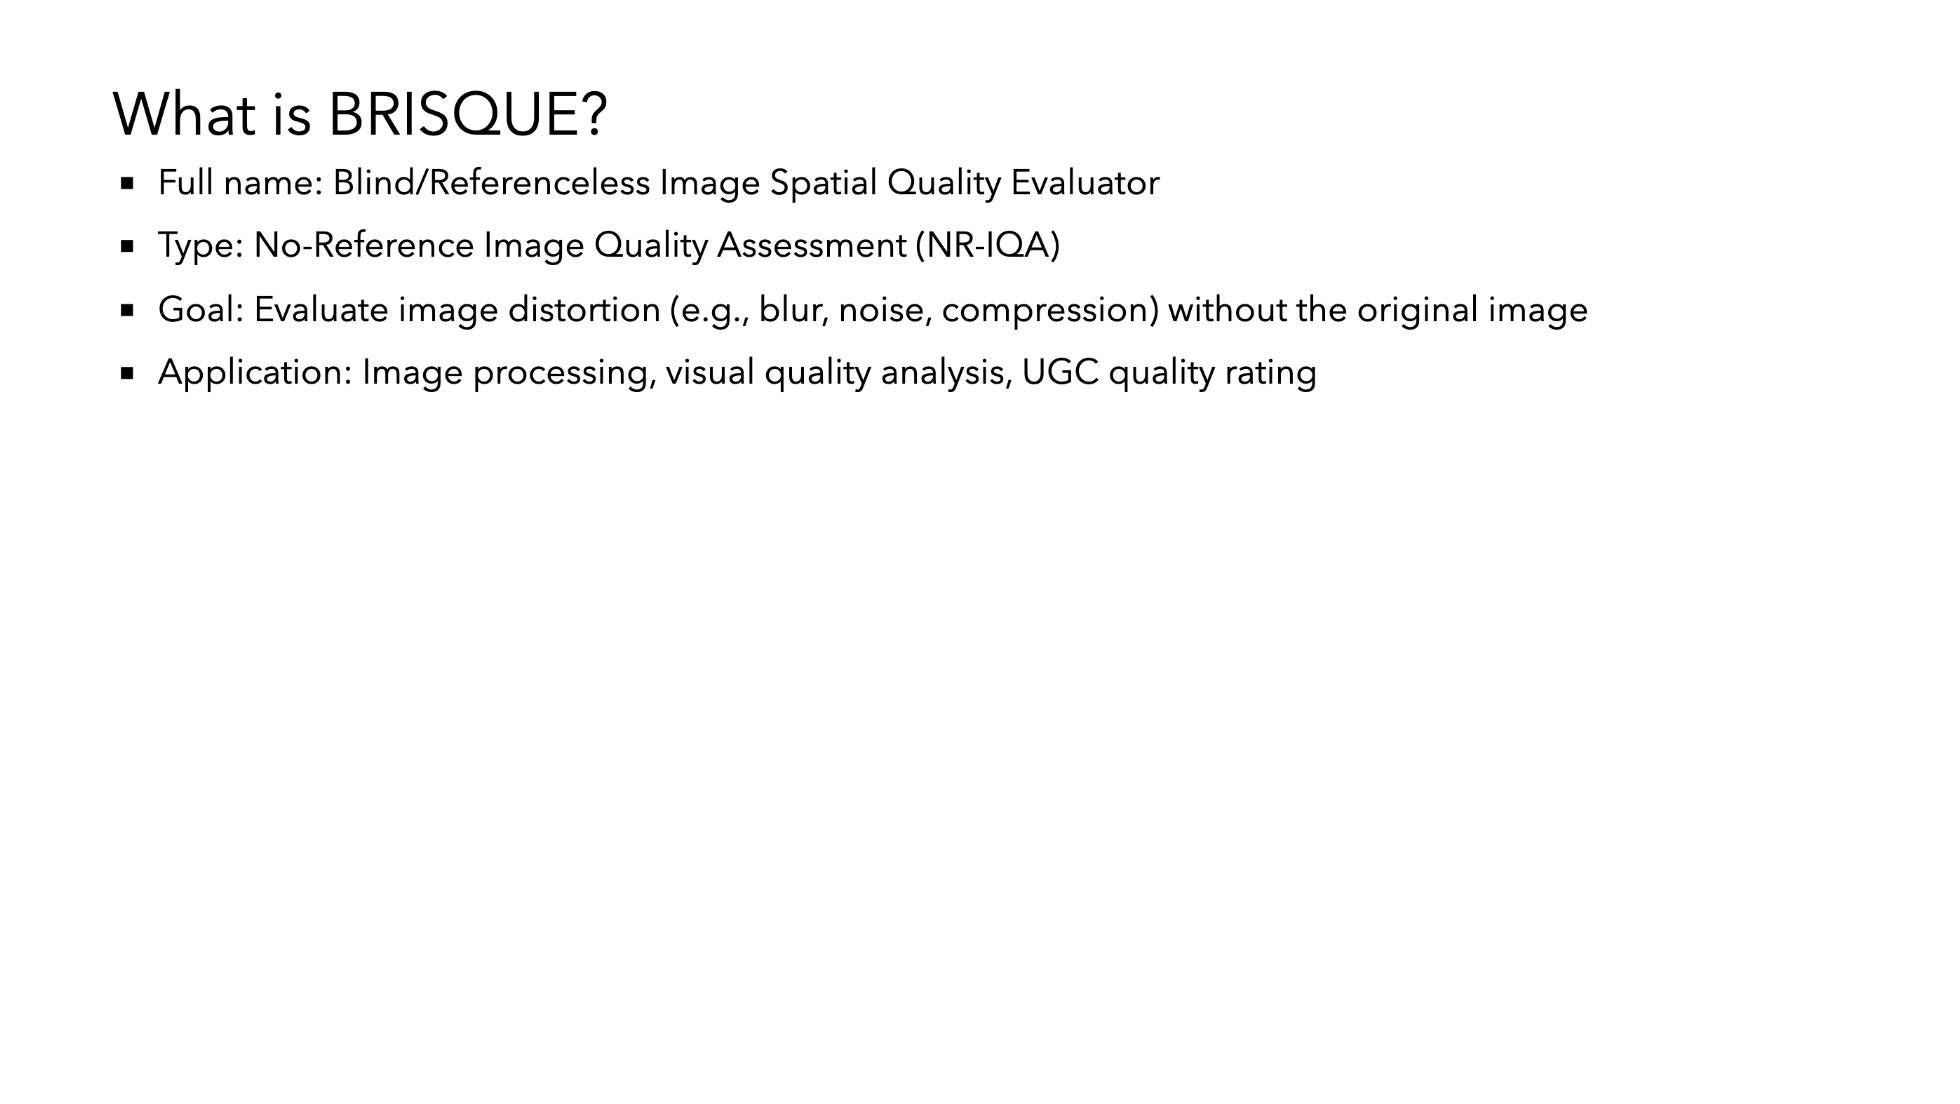 What is BRISQUE?
▪ Full name: Blind/Referenceless Image Spatial Quality Evaluator
▪ Type: No-Reference Image Quality Assessment (NR-IQA)
▪ Goal: Evaluate image distortion (e.g., blur, noise, compression) without the original image
▪ Application: Image processing, visual quality analysis, UGC quality rating